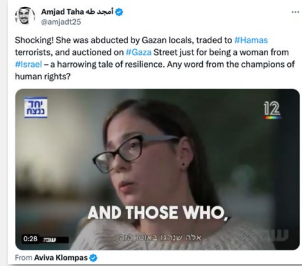 Amjad Taha أمجد طه
@amjadt25
Shocking! She was abducted by Gazan locals, traded to #Hamas
terrorists, and auctioned on #Gaza Street just for being a woman from
#Israel – a harrowing tale of resilience. Any word from the champions of
human rights?
יחד
ננצח
12
AND THOSE WHO,
0:28
From Aviva Klompas